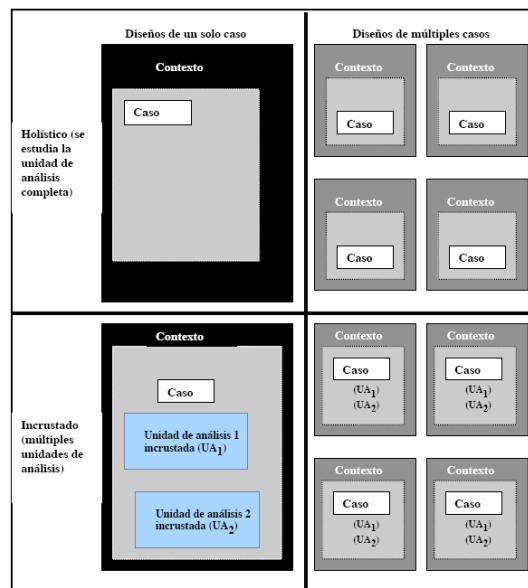 Diseños de un solo caso
Diseños de múltiples casos
Holístico (se
estudia la
unidad de
análisis
completa)
Contexto
Caso
Contexto
Caso
Contexto
Caso
Contexto
Caso
Contexto
Caso
Incrustado
(múltiples
unidades de
análisis)
Contexto
Caso
Unidad de análisis 1
incrustada (UA1)
Unidad de análisis 2
incrustada (UA2)
Contexto
Caso
(UA1)
(UA2)
Contexto
Caso
(UA1)
(UA2)
Contexto
Caso
(UA1)
(UA2)
Contexto
Caso
(UA1)
(UA2)